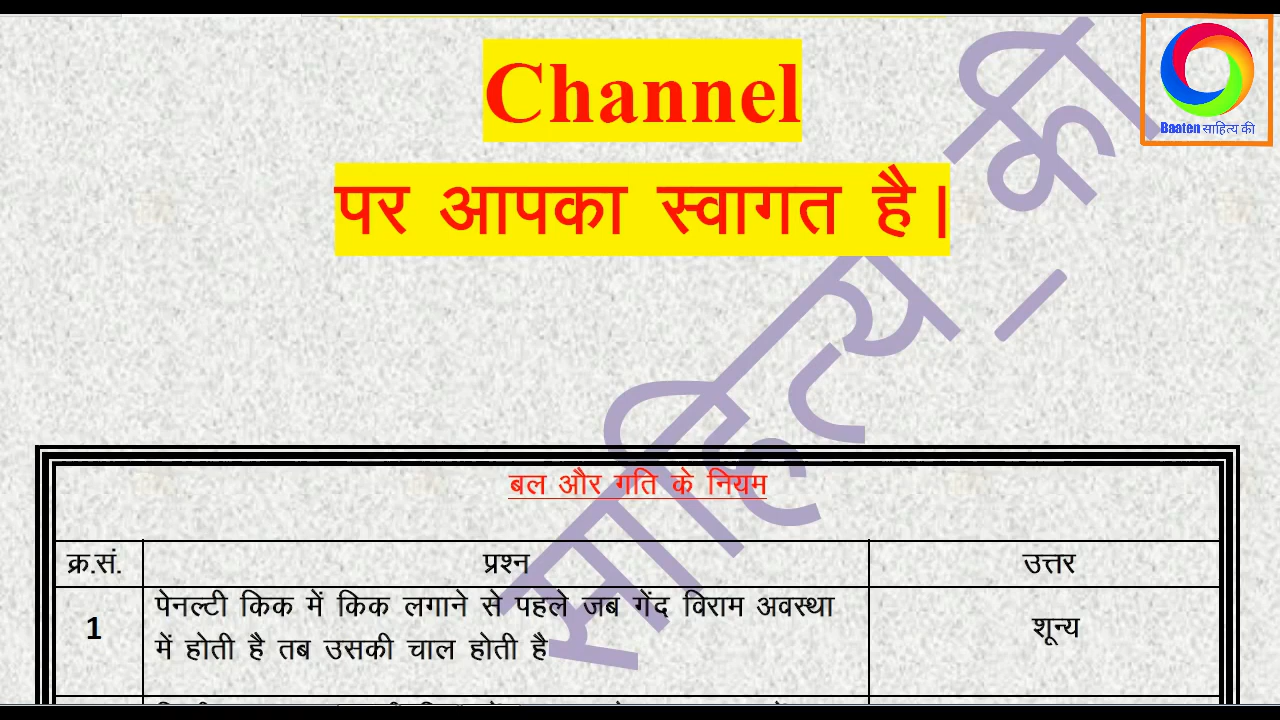 Channel
पर आपका स्वागत है।
Baaten साहित्य की
साहित्य_की
बल और गति के नियम
क्र.सं. प्रश्न उत्तर
1 पेनल्टी किक में किक लगाने से पहले जब गेंद विराम अवस्था में होती है तब उसकी चाल होती है शून्य